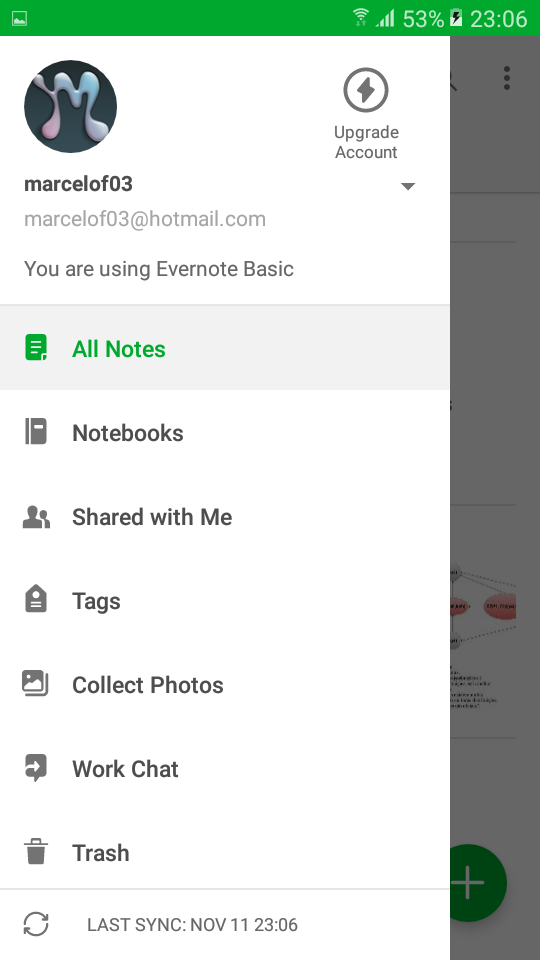 53% 23:06
Upgrade
Account
marcelof03
marcelof03@hotmail.com
You are using Evernote Basic
All Notes
Notebooks
Shared with Me
Tags
Collect Photos
Work Chat
Trash
LAST SYNC: NOV 11 23:06